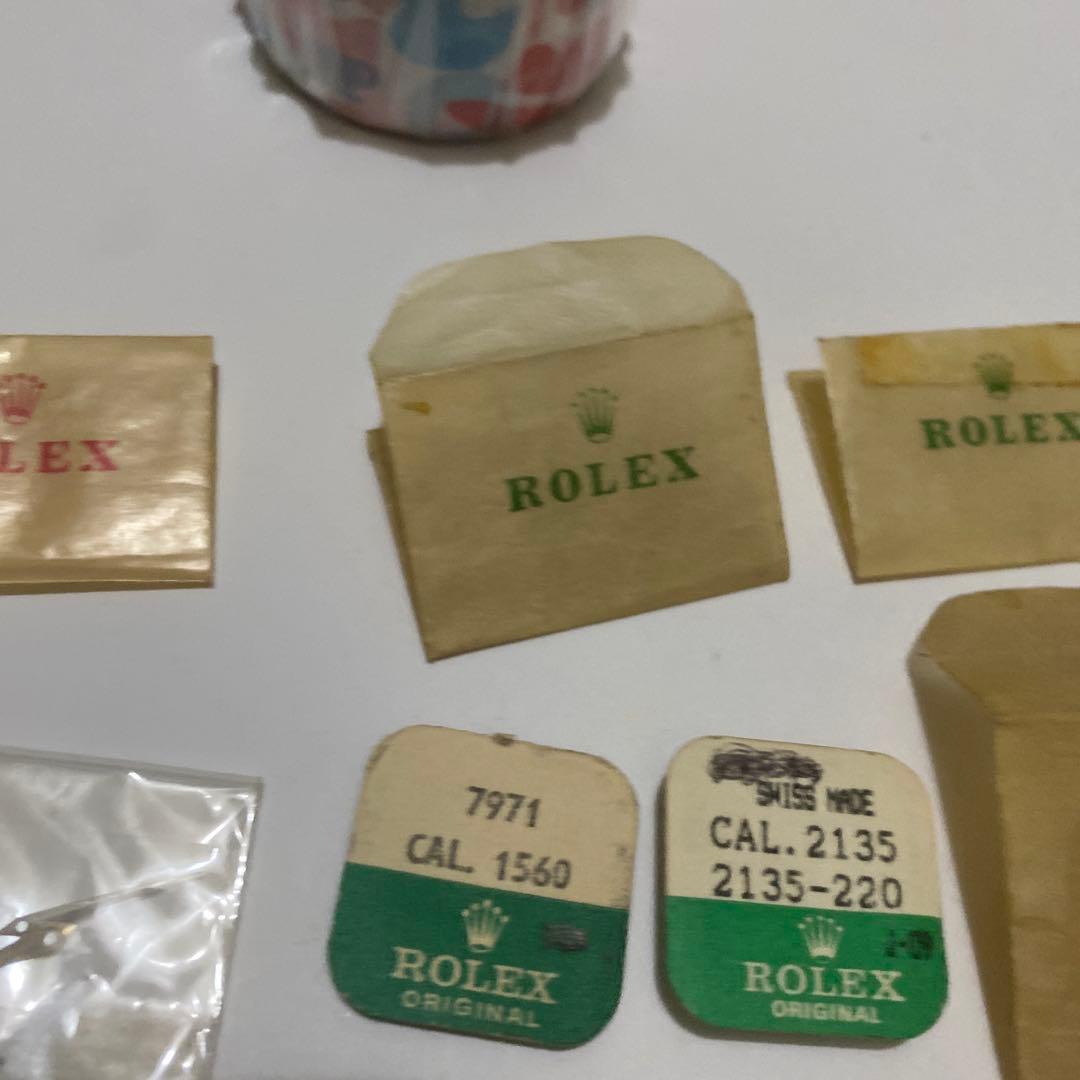 LEX
ROLEX
ROLEX
7971
CAL. 1560
ROLEX
ORIGINAL
SWISS MADE
CAL. 2135
2135-220
ROLEX
ORIGINAL